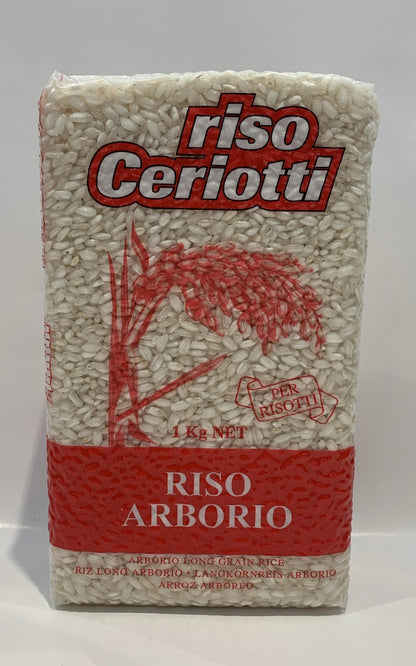 riso
Ceriotti
PER
RISOTTI
1 Kg NET
RISO
ARBORIO
ARBORIO LONG GRAIN RICE
RIZ LONG ARBORIO • LANGKORNREIS ARBORIO
ARROZ ARBOREO